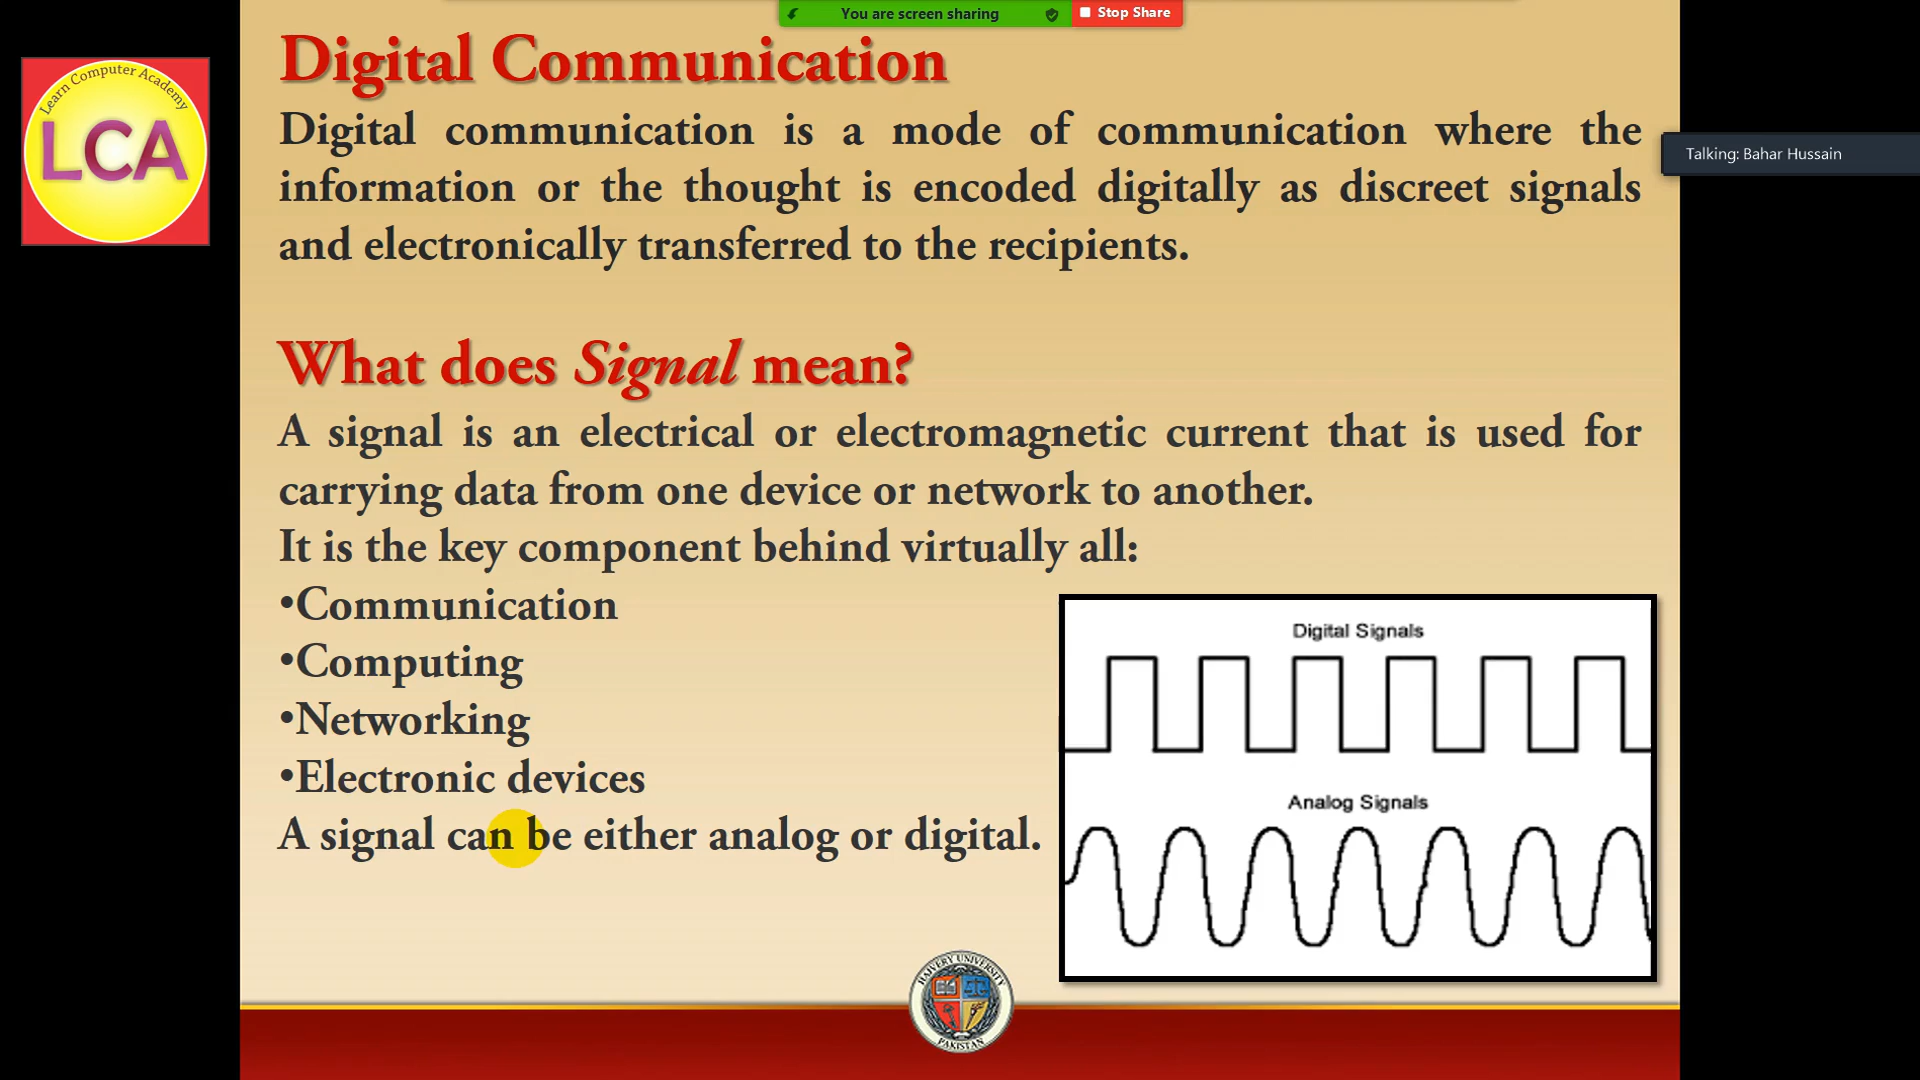 You are screen sharing
Stop Share
Learn Computer Academy
LCA
Talking: Bahar Hussain
Digital Communication
Digital communication is a mode of communication where the
information or the thought is encoded digitally as discreet signals
and electronically transferred to the recipients.
What does Signal mean?
A signal is an electrical or electromagnetic current that is used for
carrying data from one device or network to another.
It is the key component behind virtually all:
•Communication
•Computing
•Networking
•Electronic devices
A signal can be either analog or digital.
Digital Signals
Analog Signals
HAIVERY UNIVERSITY
PAKISTAN